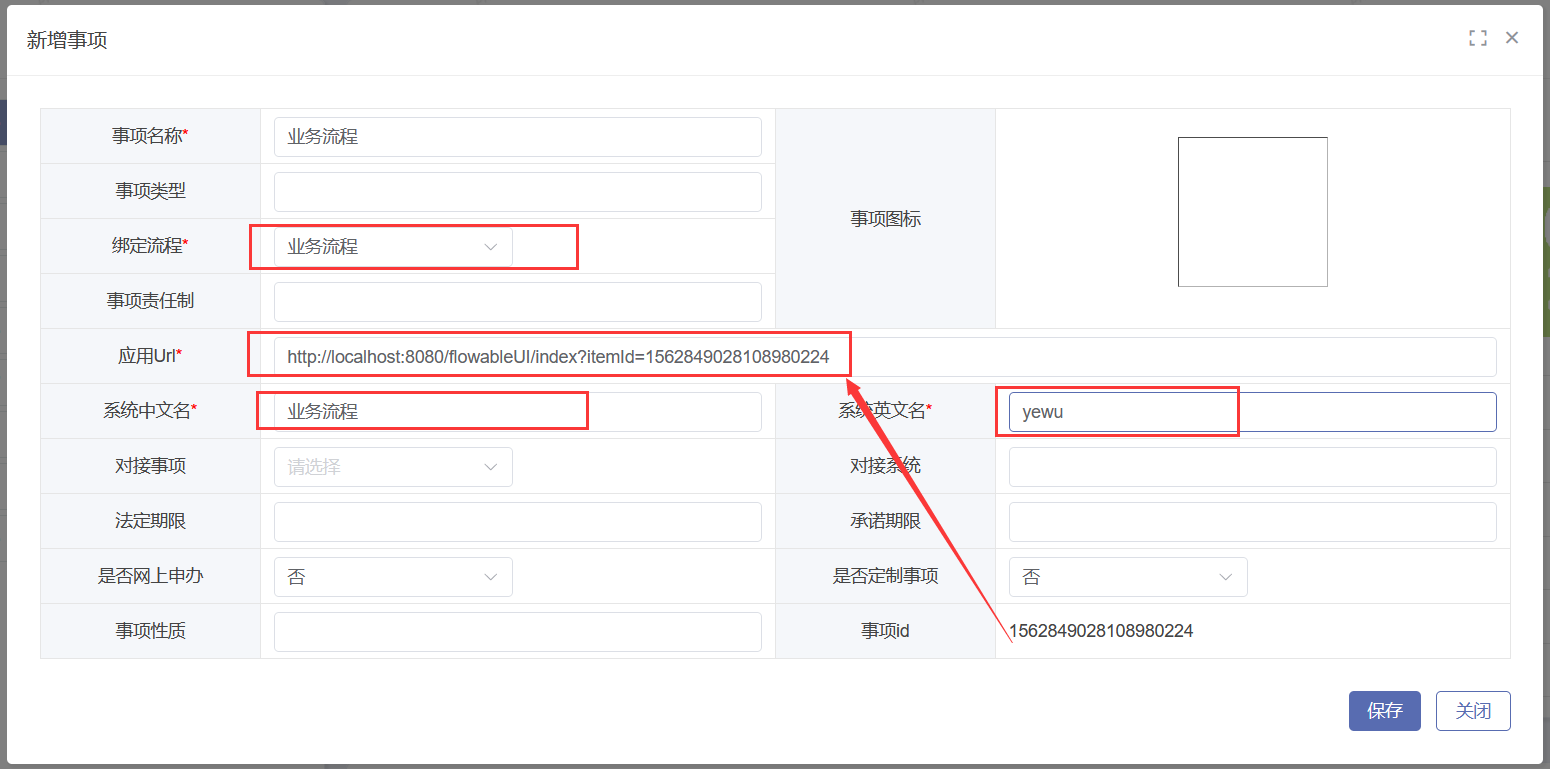 新增事项
事项名称*
业务流程
事项类型
事项图标
绑定流程*
业务流程
事项责任制
应用Url*
http://localhost:8080/flowableUI/index?itemId=1562849028108980224
系统中文名*
业务流程
系统英文名*
yewu
对接事项
请选择
对接系统
法定期限
承诺期限
是否网上申办
否
是否定制事项
否
事项性质
事项id
1562849028108980224
保存
关闭